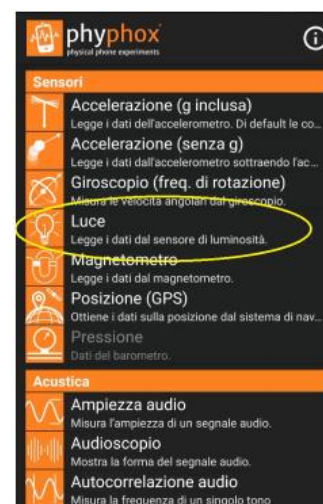 phyphox
physical phone experiments
Sensori
Accelerazione (g inclusa)
Legge i dati dell'accelerometro. Di default le co...
Accelerazione (senza g)
Legge i dati dall'accelerometro sottraendo l'ac...
Giroscopio (freq. di rotazione)
Misura le velocità angolari dal giroscopio.
Luce
Legge i dati dal sensore di luminosità.
Magnetometro
Legge i dati dal magnetometro.
Posizione (GPS)
Ottiene i dati sulla posizione dal sistema di nav...
Pressione
Dati del barometro.
Acustica
Ampiezza audio
Misura l'ampiezza di un segnale audio.
Audioscopio
Mostra la forma del segnale audio.
Autocorrelazione audio
Misura la frequenza di un singolo tono